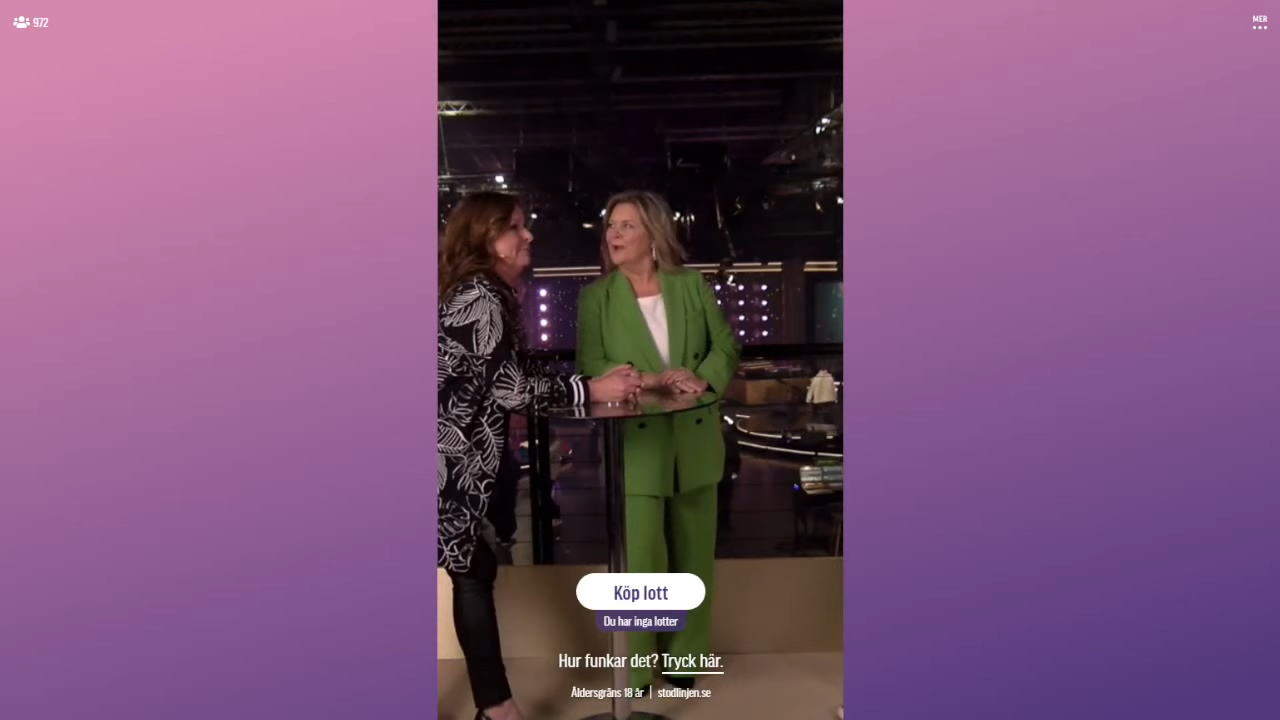 972
MER
Köp lott
Du har inga lotter
Hur funkar det? Tryck här.
Åldersgräns 18 år | stodlinjen.se